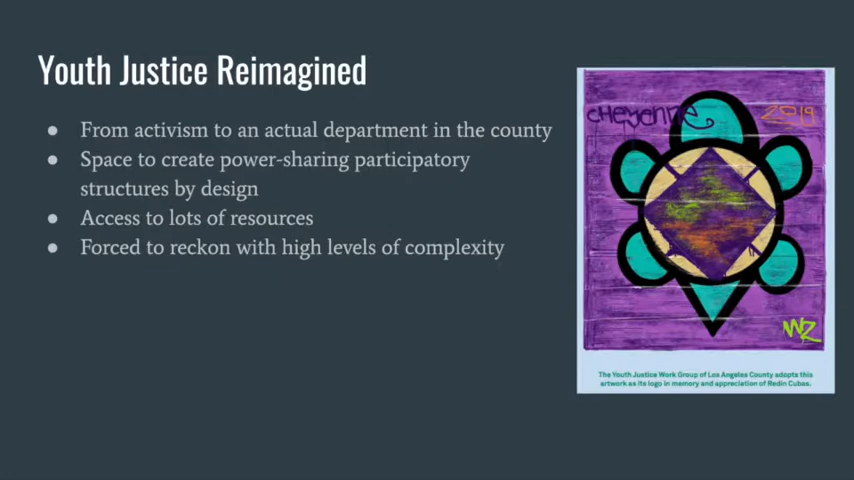 Youth Justice Reimagined
● From activism to an actual department in the county
● Space to create power-sharing participatory
structures by design
● Access to lots of resources
● Forced to reckon with high levels of complexity
cHeyenne 2019
WZ
The Youth Justice Work Group of Los Angeles County adopts this
artwork as its logo in memory and appreciation of Redin Cubas.